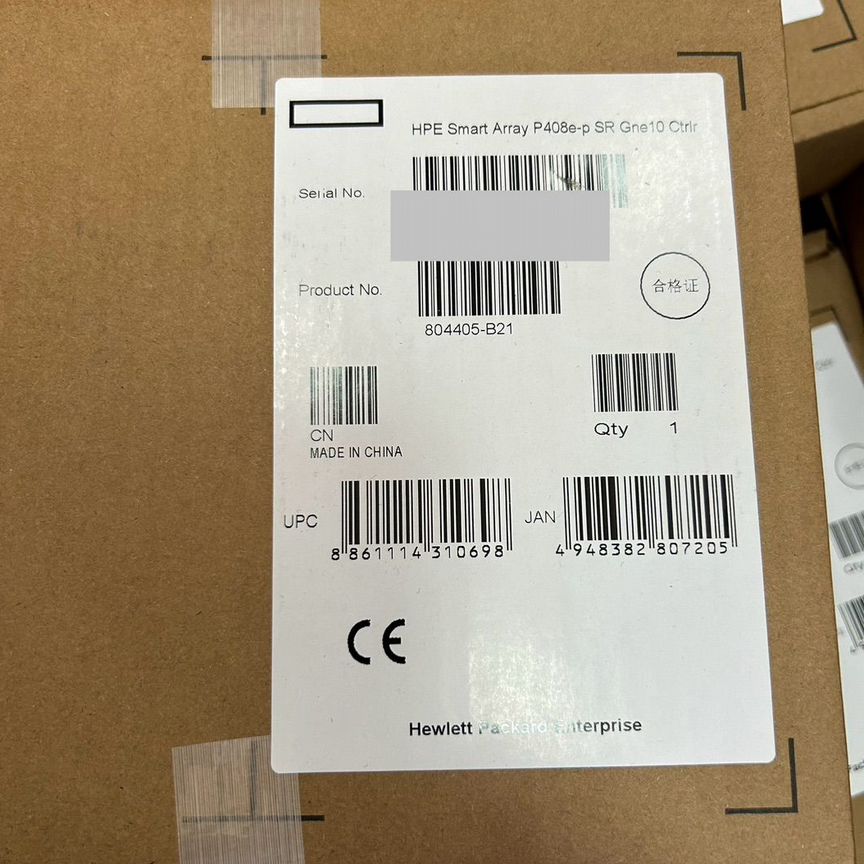 HPE Smart Array P408e-p SR Gne10 Ctrlr
Serial No.
Product No.
合格证
804405-B21
CN
MADE IN CHINA
Qty 1
UPC
8 861114 310698
JAN
4 948382 807205
CE
Hewlett Packard Enterprise